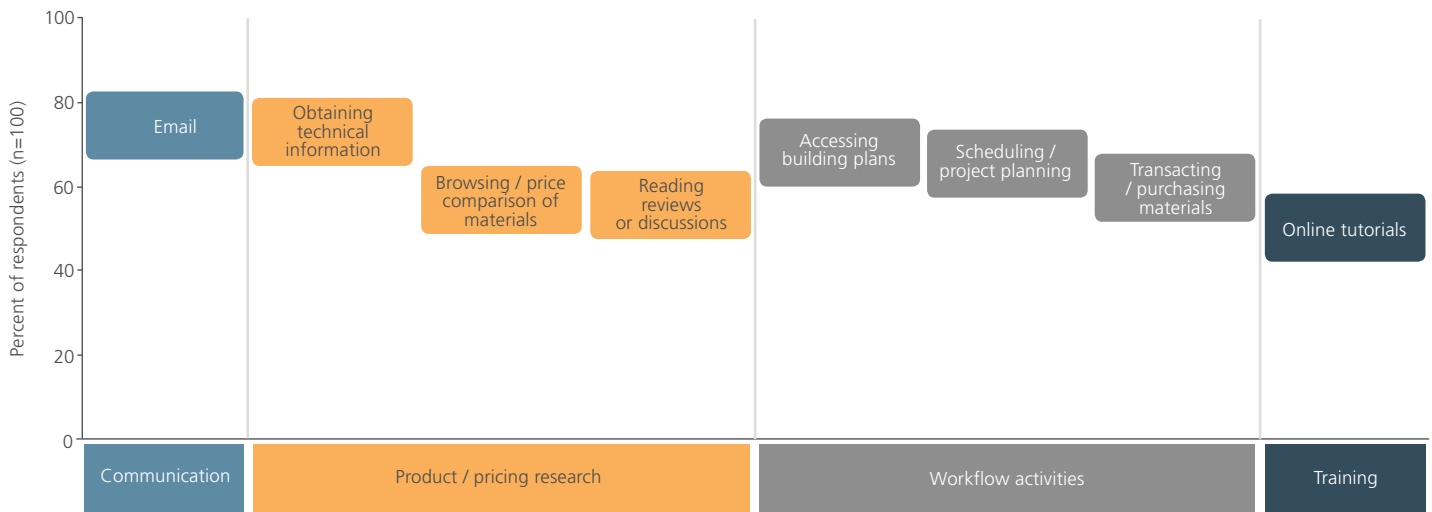 Percent of respondents (n=100)
100
80
60
40
20
0
Email
Obtaining
technical
information
Browsing / price
comparison of
materials
Reading
reviews
or discussions
Accessing
building plans
Scheduling /
project planning
Transacting
/ purchasing
materials
Online tutorials
Communication
Product / pricing research
Workflow activities
Training